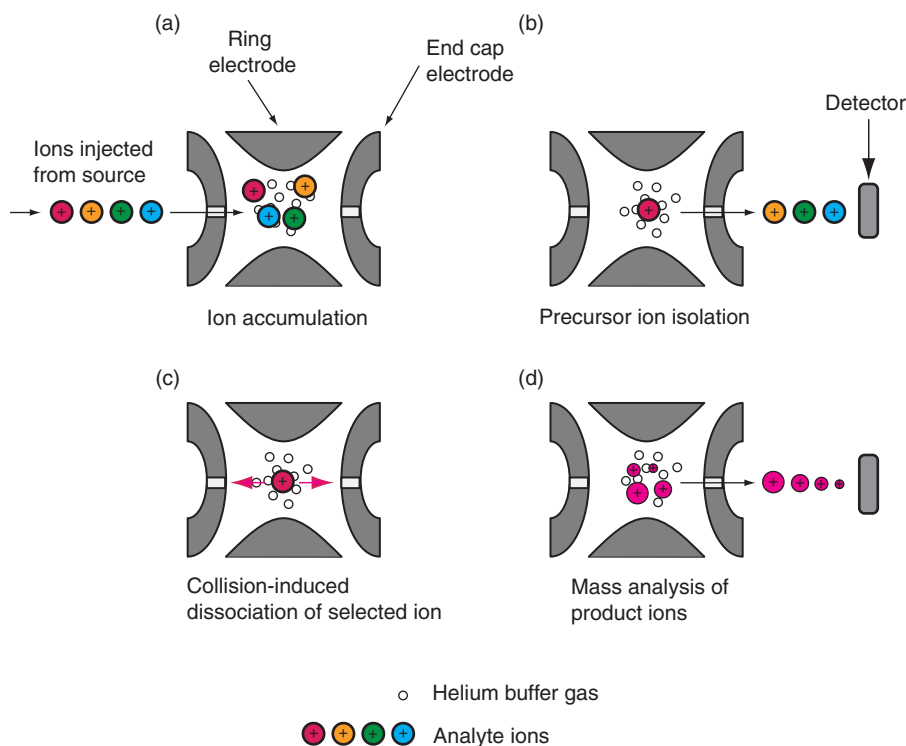 (a)
Ring
electrode
End cap
electrode
Ions injected
from source
+ + + +
+ +
+ +
Ion accumulation
(b)
Detector
+
+ + +
Precursor ion isolation
(c)
+
Collision-induced
dissociation of selected ion
(d)
+ +
+ +
+ + + +
Mass analysis of
product ions
Helium buffer gas
+ + + + Analyte ions